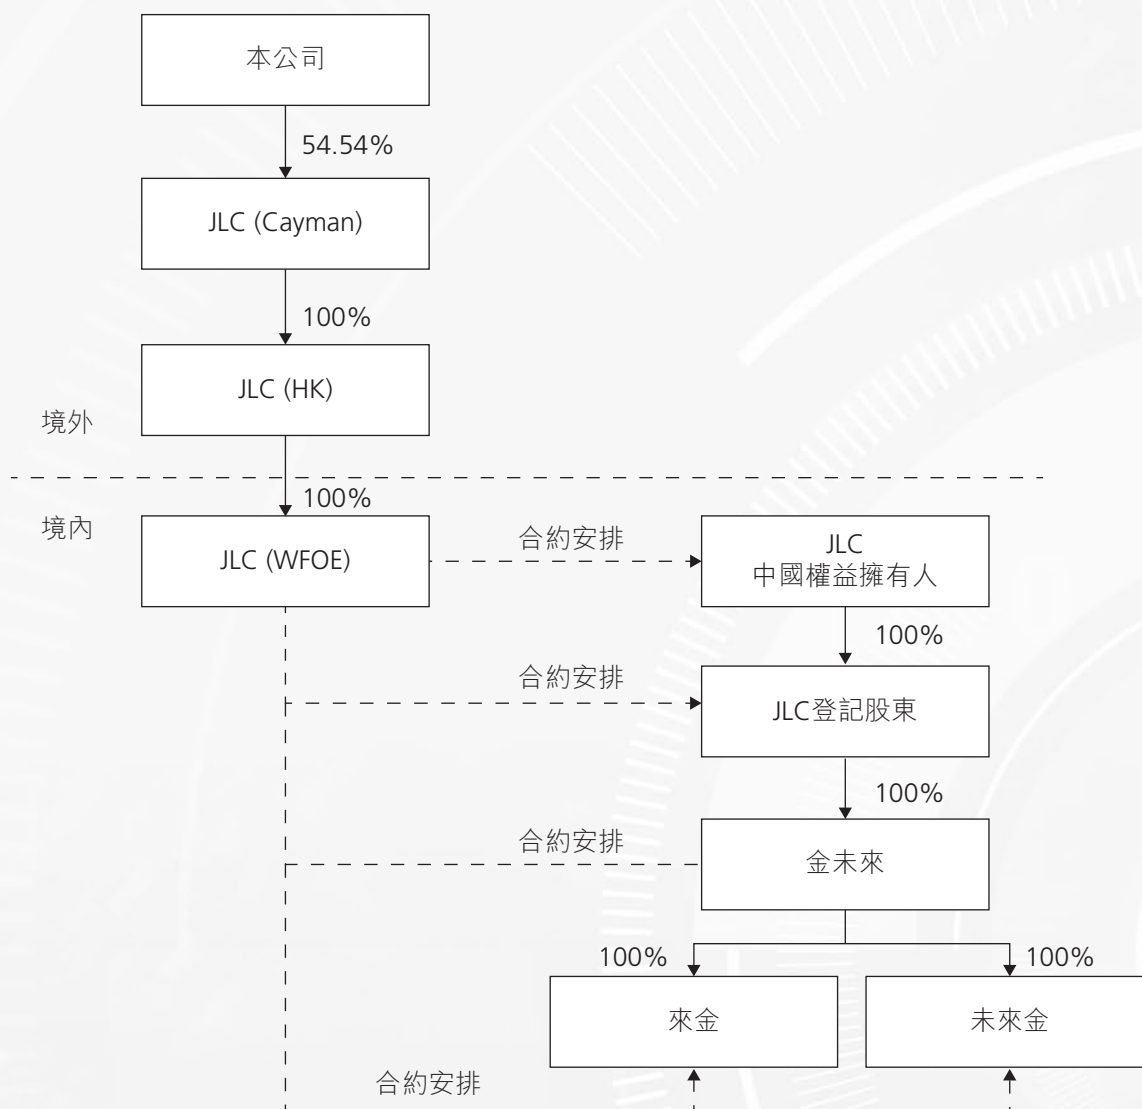 本公司
54.54%
JLC (Cayman)
100%
JLC (HK)
境外
100%
境內
JLC (WFOE)
合約安排
JLC
中國權益擁有人
100%
合約安排
JLC登記股東
100%
合約安排
金未來
100%
100%
來金
未來金
合約安排